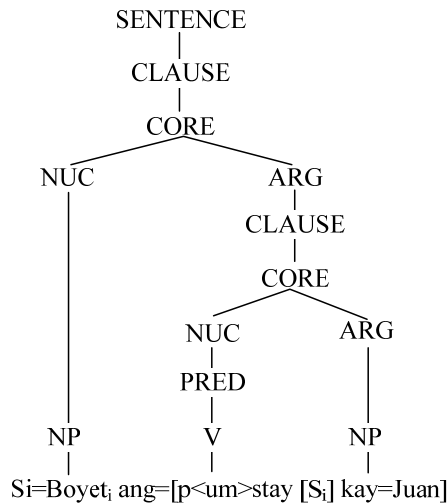 SENTENCE
CLAUSE
CORE
NUC ARG
CLAUSE
CORE
NUC ARG
PRED
NP V NP
Si=Boyetᵢ ang=[p<um>stay [Sᵢ] kay=Juan]